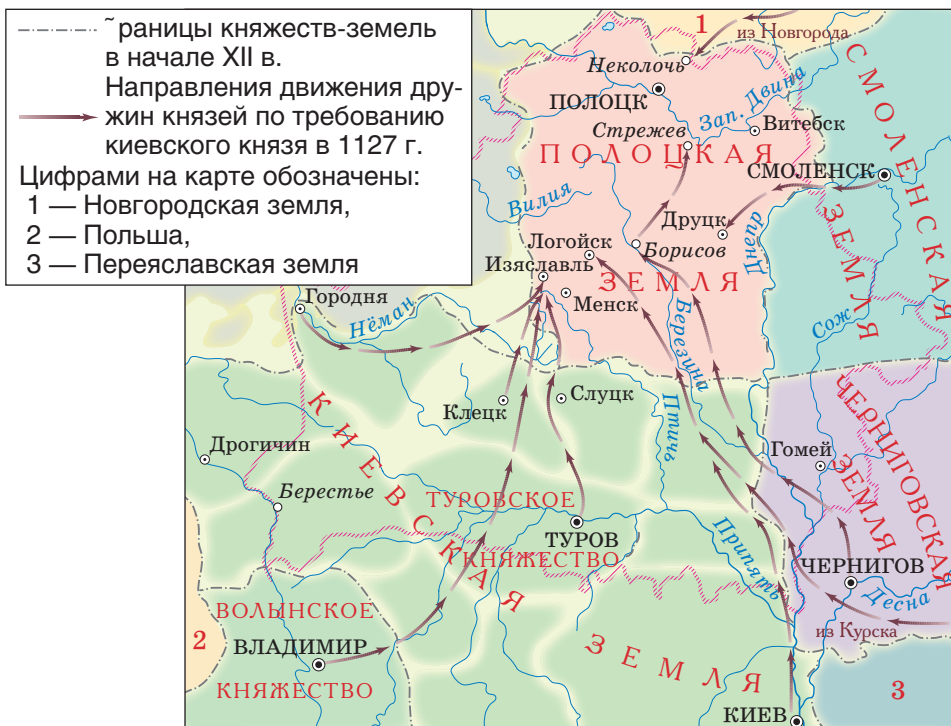 ˜раницы княжеств-земель
в начале XII в.
Направления движения дру-
жин князей по требованию
киевского князя в 1127 г.
Цифрами на карте обозначены:
1 — Новгородская земля,
2 — Польша,
3 — Переяславская земля
1
из Новгорода
Неколочь
ПОЛОЦК
Зап. Двина
Стрежев
Витебск
ПОЛОЦКАЯ
ЗЕМЛЯ
СМОЛЕНСКАЯ
ЗЕМЛЯ
СМОЛЕНСК
Вилия
Друцк
Днепр
Логойск
Борисов
Изяславль
Менск
Городня
Нёман
Березина
Сож
Клецк
Слуцк
Птичь
КИЕВСКАЯ
ЗЕМЛЯ
Дрогичин
Гомей
ЧЕРНИГОВСКАЯ
ЗЕМЛЯ
Берестье
ТУРОВСКОЕ
ТУРОВ
КНЯЖЕСТВО
Припять
ЧЕРНИГОВ
Десна
ВОЛЫНСКОЕ
из Курска
2
ВЛАДИМИР
КНЯЖЕСТВО
3
КИЕВ